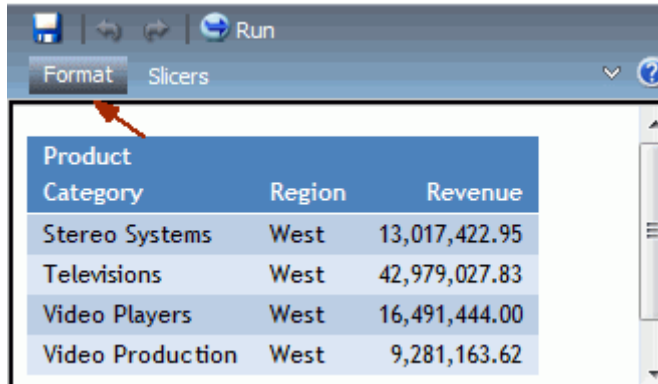 Run
Format Slicers
?
Product
Category Region Revenue
Stereo Systems West 13,017,422.95
Televisions West 42,979,027.83
Video Players West 16,491,444.00
Video Production West 9,281,163.62